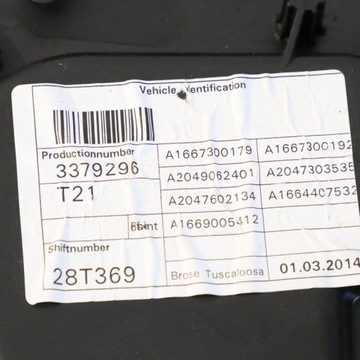 Vehicle identification
Productionnumber
3379296
T21
A1667300179 A1667300192
A2049062401 A2047303535
A2047602134 A1664407532
A1669005412
Shiftnumber
28T369
Brose Tuscaloosa 01.03.2014